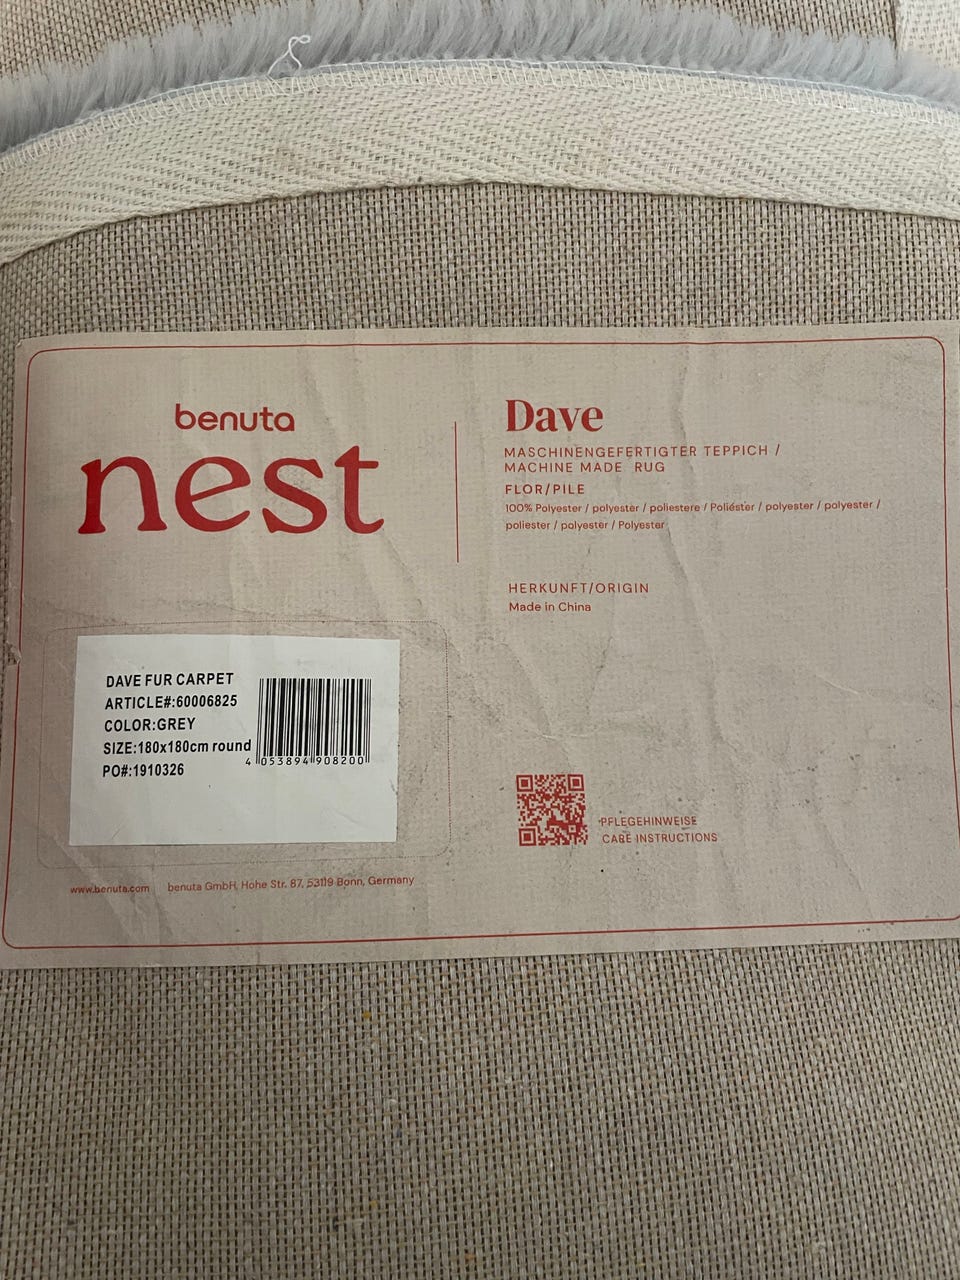 benuta
nest
Dave
MASCHINENGEFERTIGTER TEPPICH /
MACHINE MADE RUG
FLOR/PILE
100% Polyester / polyester / poliestere / Poliéster / polyester / polyester /
poliester / polyester / Polyester
HERKUNFT/ORIGIN
Made in China
DAVE FUR CARPET
ARTICLE#:60006825
COLOR:GREY
SIZE:180x180cm round
PO#:1910326
4 053894 908200
PFLEGEHINWEISE
CARE INSTRUCTIONS
www.benuta.com benuta GmbH, Hohe Str. 87, 53119 Bonn, Germany